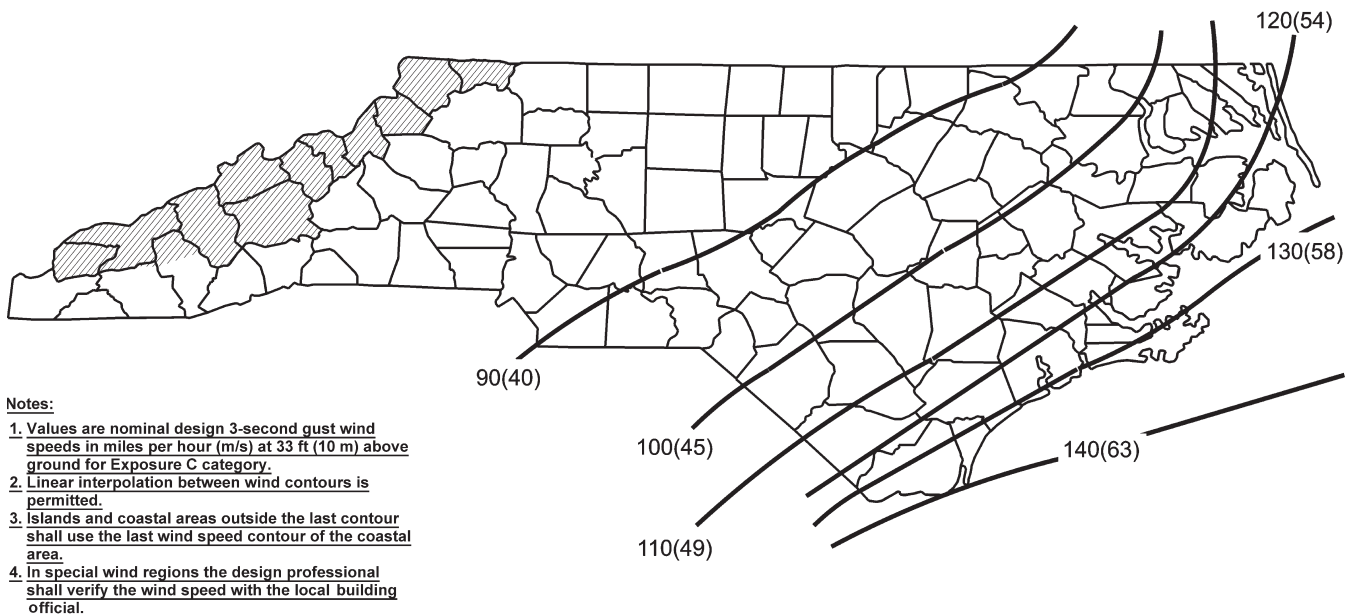 120(54)
130(58)
90(40)
100(45)
140(63)
110(49)
Notes:
1. Values are nominal design 3-second gust wind
speeds in miles per hour (m/s) at 33 ft (10 m) above
ground for Exposure C category.
2. Linear interpolation between wind contours is
permitted.
3. Islands and coastal areas outside the last contour
shall use the last wind speed contour of the coastal
area.
4. In special wind regions the design professional
shall verify the wind speed with the local building
official.